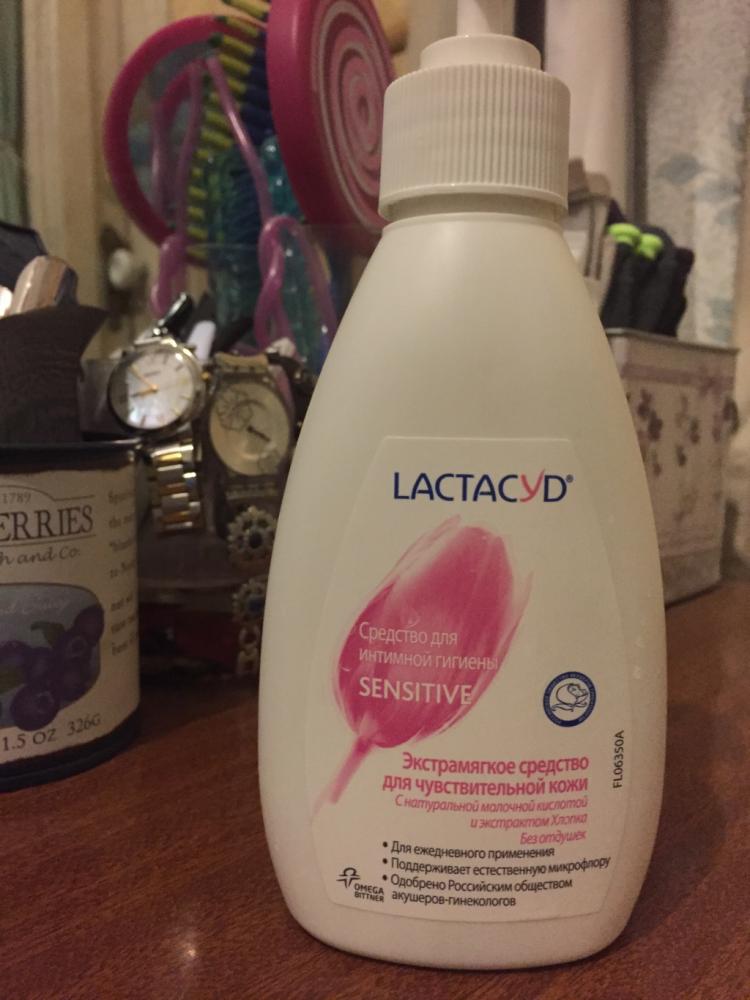 LACTACYD®
Средство для
интимной гигиены
SENSITIVE
Экстрамягкое средство
для чувствительной кожи
С натуральной молочной кислотой
и экстрактом Хлопка
Без отдушек
• Для ежедневного применения
• Поддерживает естественную микрофлору
• Одобрено Российским обществом
акушеров-гинекологов
OMEGA
BITTNER
FL06350A
1789
ERRIES
h and Co.
1.5 OZ 326G